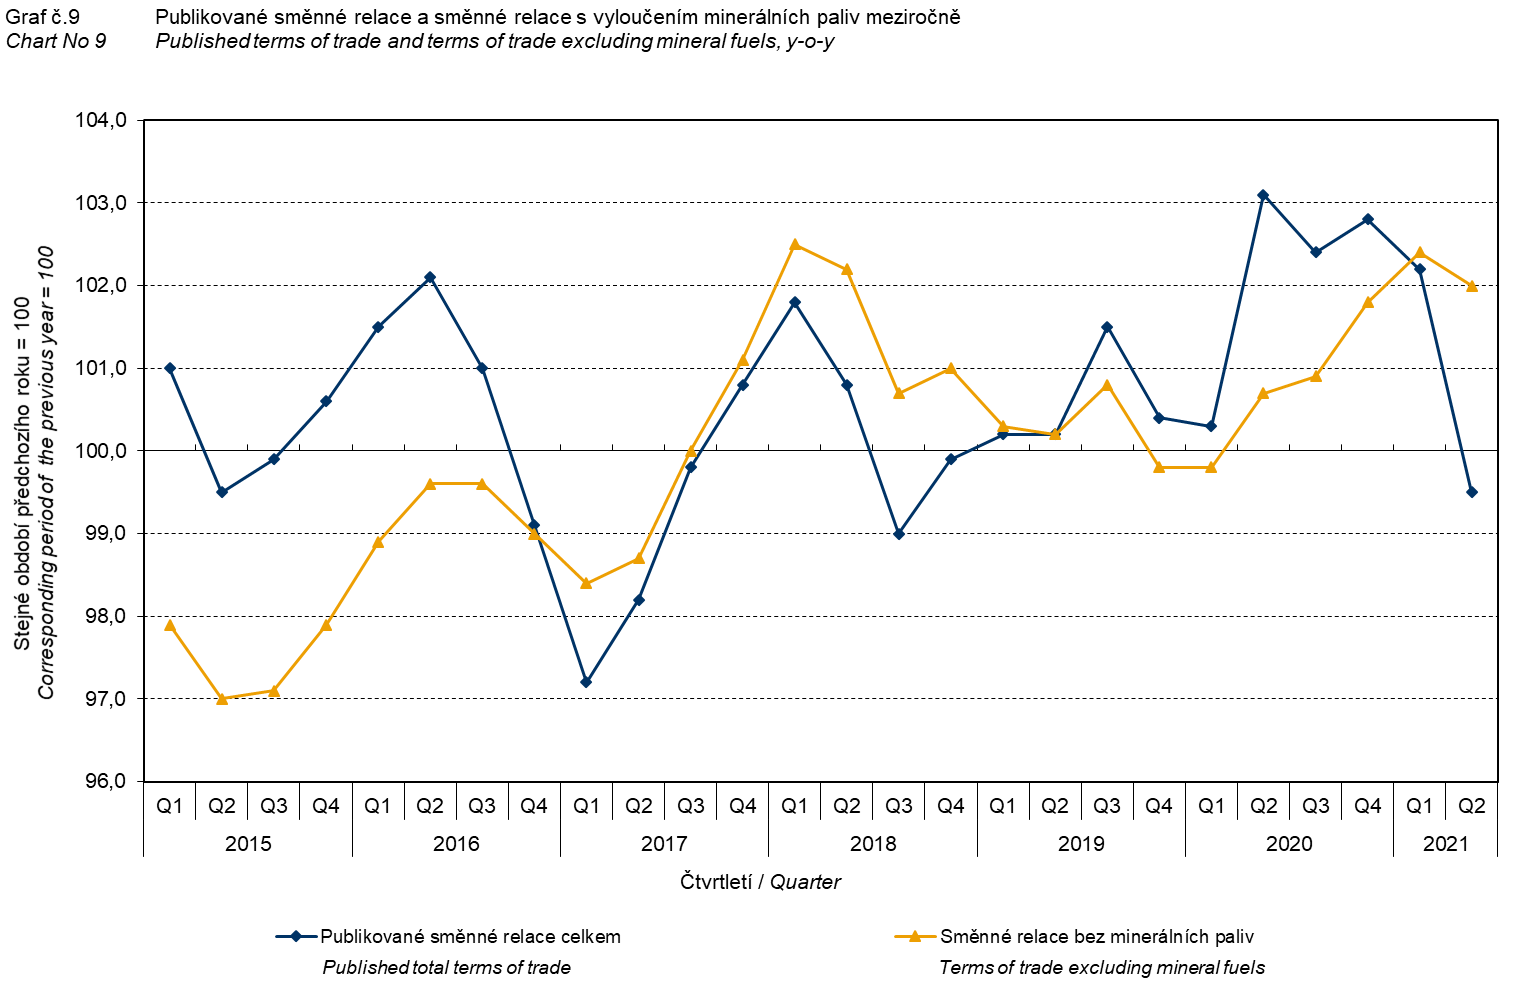 Graf č.9 Publikované směnné relace a směnné relace s vyloučením minerálních paliv meziročně
Chart No 9 Published terms of trade and terms of trade excluding mineral fuels, y-o-y
Stejné období předchozího roku = 100
Corresponding period of the previous year = 100
104,0
103,0
102,0
101,0
100,0
99,0
98,0
97,0
96,0
Q1 Q2 Q3 Q4 Q1 Q2 Q3 Q4 Q1 Q2 Q3 Q4 Q1 Q2 Q3 Q4 Q1 Q2 Q3 Q4 Q1 Q2 Q3 Q4 Q1 Q2
2015 2016 2017 2018 2019 2020 2021
Čtvrtletí / Quarter
Publikované směnné relace celkem Směnné relace bez minerálních paliv
Published total terms of trade Terms of trade excluding mineral fuels